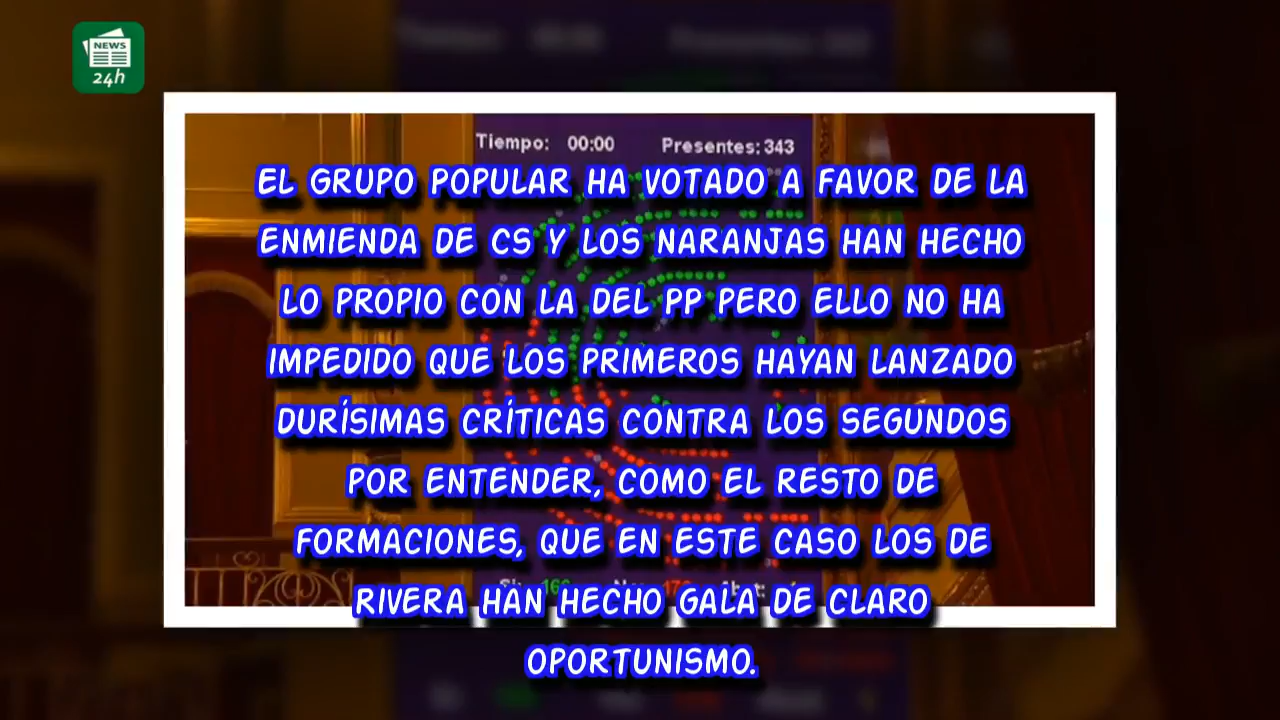 NEWS
24h
Tiempo: 00:00 Presentes: 343
EL GRUPO POPULAR HA VOTADO A FAVOR DE LA
ENMIENDA DE CS Y LOS NARANJAS HAN HECHO
LO PROPIO CON LA DEL PP PERO ELLO NO HA
IMPEDIDO QUE LOS PRIMEROS HAYAN LANZADO
DURÍSIMAS CRÍTICAS CONTRA LOS SEGUNDOS
POR ENTENDER, COMO EL RESTO DE
FORMACIONES, QUE EN ESTE CASO LOS DE
RIVERA HAN HECHO GALA DE CLARO
OPORTUNISMO.